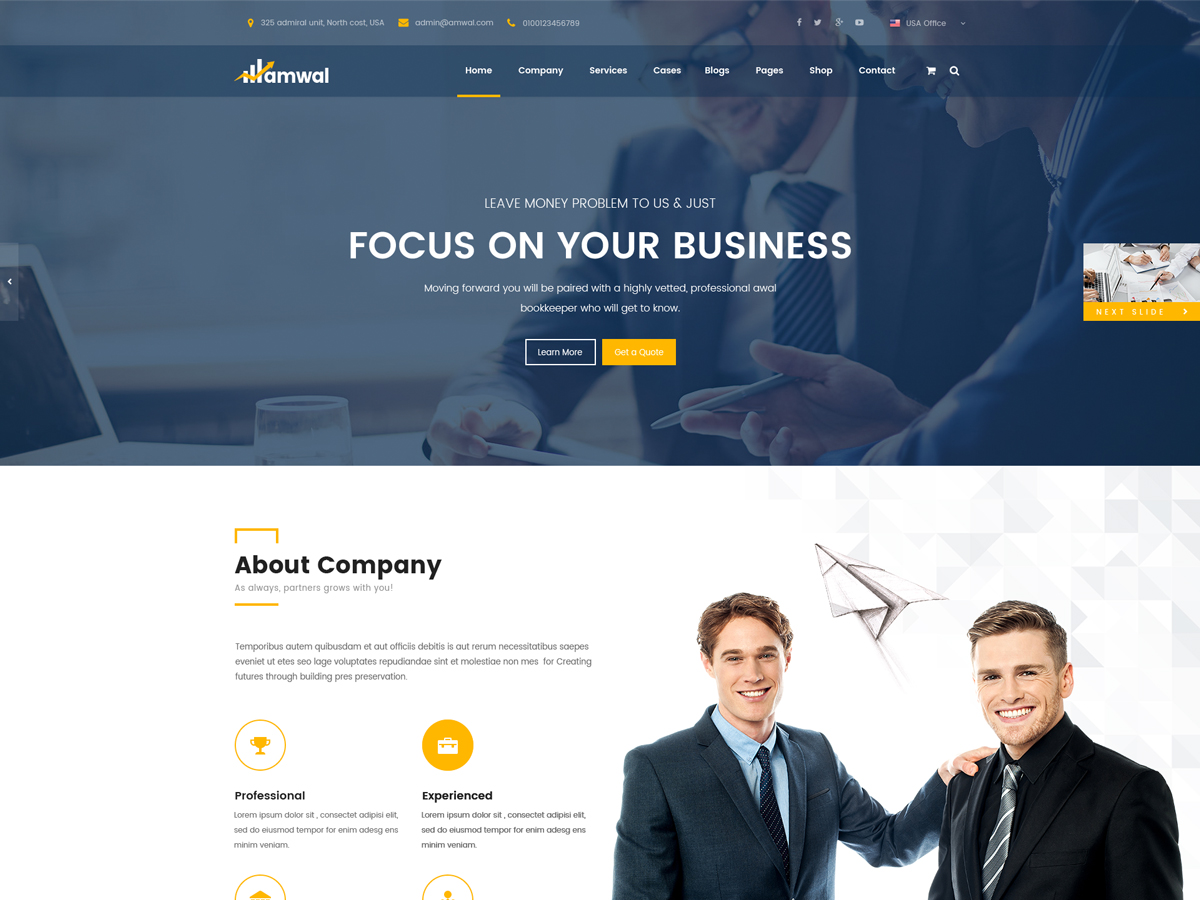 325 admiral unit, North cost, USA admin@amwal.com 0100123456789 USA Office
amwal Home Company Services Cases Blogs Pages Shop Contact
LEAVE MONEY PROBLEM TO US & JUST
FOCUS ON YOUR BUSINESS
Moving forward you will be paired with a highly vetted, professional awal
bookkeeper who will get to know.
Learn More Get a Quote
NEXT SLIDE
About Company
As always, partners grows with you!
Temporibus autem quibusdam et aut officiis debitis is aut rerum necessitatibus saepes
eveniet ut etes seo lage voluptates repudiandae sint et molestiae non mes for Creating
futures through building pres preservation.
Professional
Lorem ipsum dolor sit , consectet adipisi elit,
sed do eiusmod tempor for enim adesg ens
minim veniam.
Experienced
Lorem ipsum dolor sit , consectet adipisi elit,
sed do eiusmod tempor for enim adesg ens
minim veniam.